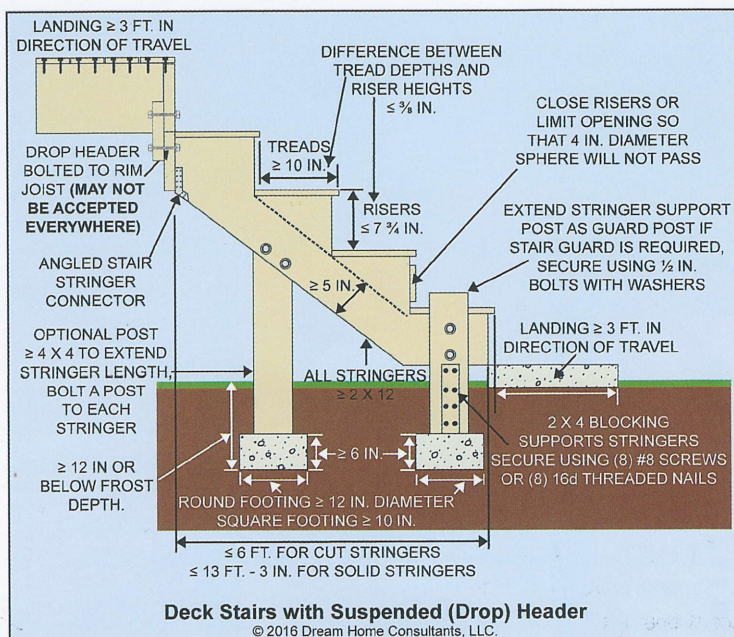 LANDING ≥ 3 FT. IN
DIRECTION OF TRAVEL
DIFFERENCE BETWEEN
TREAD DEPTHS AND
RISER HEIGHTS
≤ ⅜ IN.
CLOSE RISERS OR
LIMIT OPENING SO
THAT 4 IN. DIAMETER
SPHERE WILL NOT PASS
DROP HEADER
BOLTED TO RIM
JOIST (MAY NOT
BE ACCEPTED
EVERYWHERE)
TREADS
≥ 10 IN.
RISERS
≤ 7 ¾ IN.
EXTEND STRINGER SUPPORT
POST AS GUARD POST IF
STAIR GUARD IS REQUIRED,
SECURE USING ½ IN.
BOLTS WITH WASHERS
ANGLED STAIR
STRINGER
CONNECTOR
≥ 5 IN.
OPTIONAL POST
≥ 4 X 4 TO EXTEND
STRINGER LENGTH,
BOLT A POST
TO EACH
STRINGER
ALL STRINGERS
≥ 2 X 12
LANDING ≥ 3 FT. IN
DIRECTION OF TRAVEL
2 X 4 BLOCKING
SUPPORTS STRINGERS
SECURE USING (8) #8 SCREWS
OR (8) 16d THREADED NAILS
≥ 12 IN OR
BELOW FROST
DEPTH.
≥ 6 IN.
ROUND FOOTING ≥ 12 IN. DIAMETER
SQUARE FOOTING ≥ 10 IN.
≤ 6 FT. FOR CUT STRINGERS
≤ 13 FT. - 3 IN. FOR SOLID STRINGERS
Deck Stairs with Suspended (Drop) Header
© 2016 Dream Home Consultants, LLC.